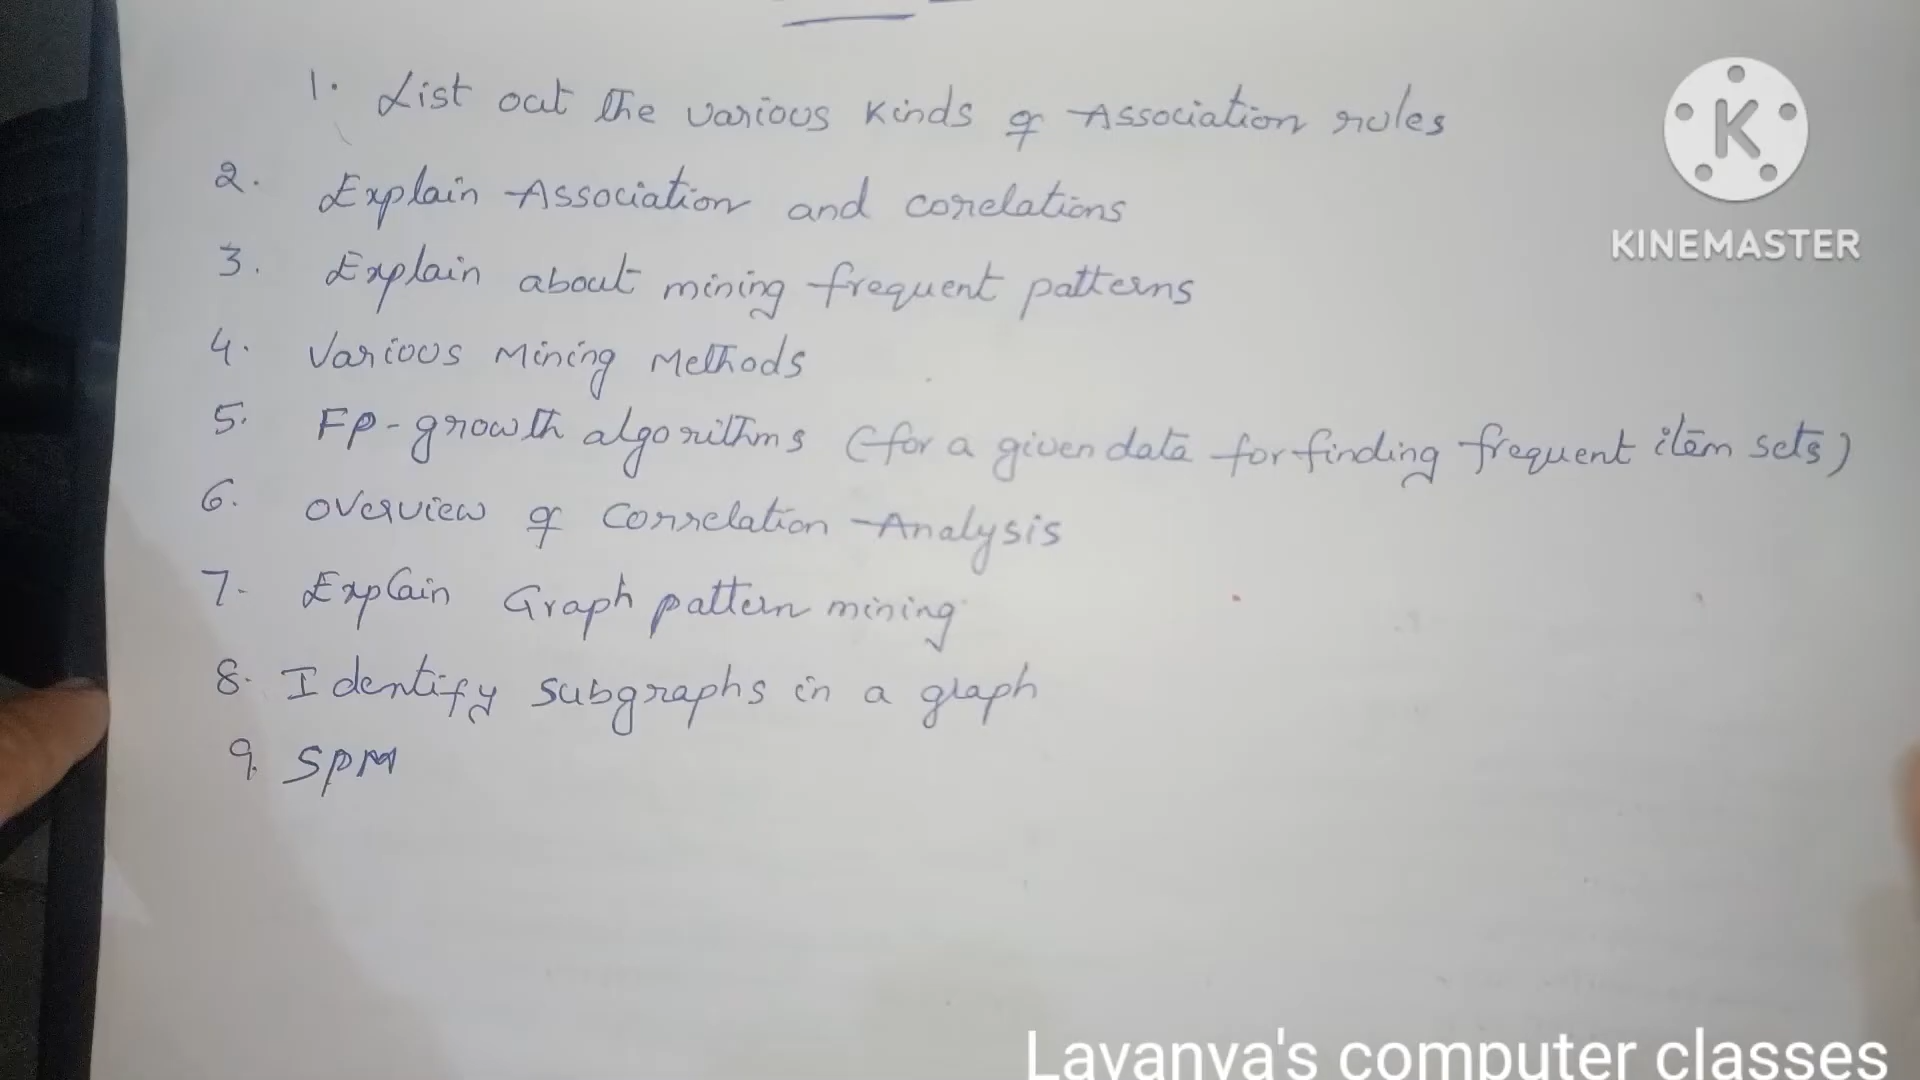 1. List out the various kinds of Association rules
2. Explain Association and corelations
3. Explain about mining frequent patterns
4. Various Mining Methods
5. FP-growth algorithms (for a given data for finding frequent item sets)
6. Overview of Correlation Analysis
7. Explain Graph pattern mining
8. Identify subgraphs in a graph
9. SPM
K
KINEMASTER
Lavanya's computer classes